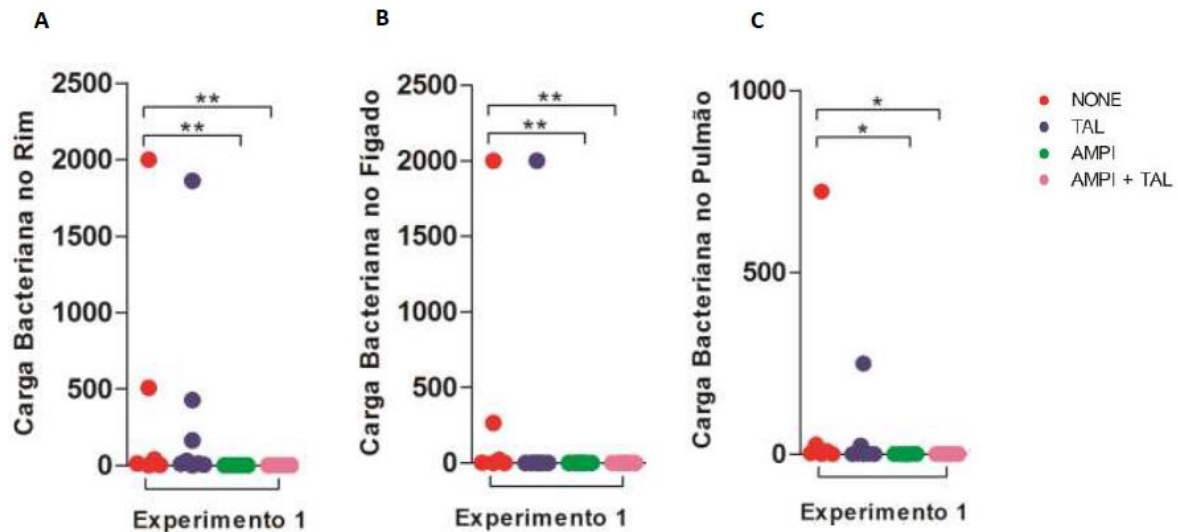 A
B
C
Carga Bacteriana no Rim
2500
2000
1500
1000
500
0
**
**
Experimento 1
Carga Bacteriana no Fígado
2500
2000
1500
1000
500
0
**
**
Experimento 1
Carga Bacteriana no Pulmão
1000
500
0
*
*
Experimento 1
NONE
TAL
AMPI
AMPI + TAL